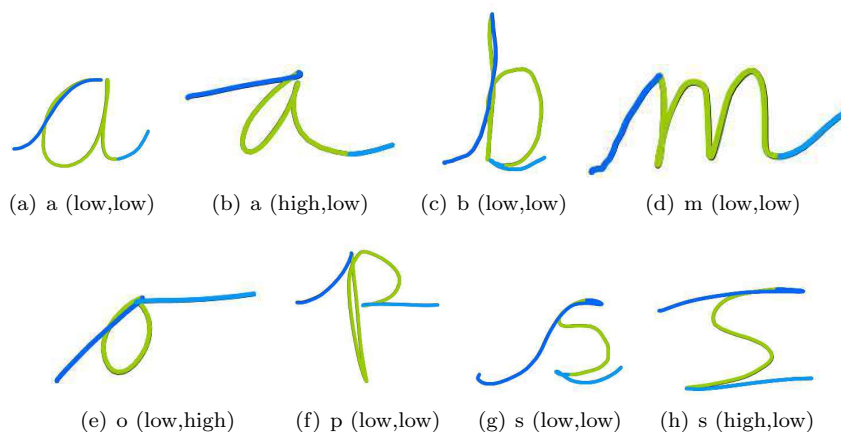 a a b m
(a) a (low,low) (b) a (high,low) (c) b (low,low) (d) m (low,low)
o p s s
(e) o (low,high) (f) p (low,low) (g) s (low,low) (h) s (high,low)